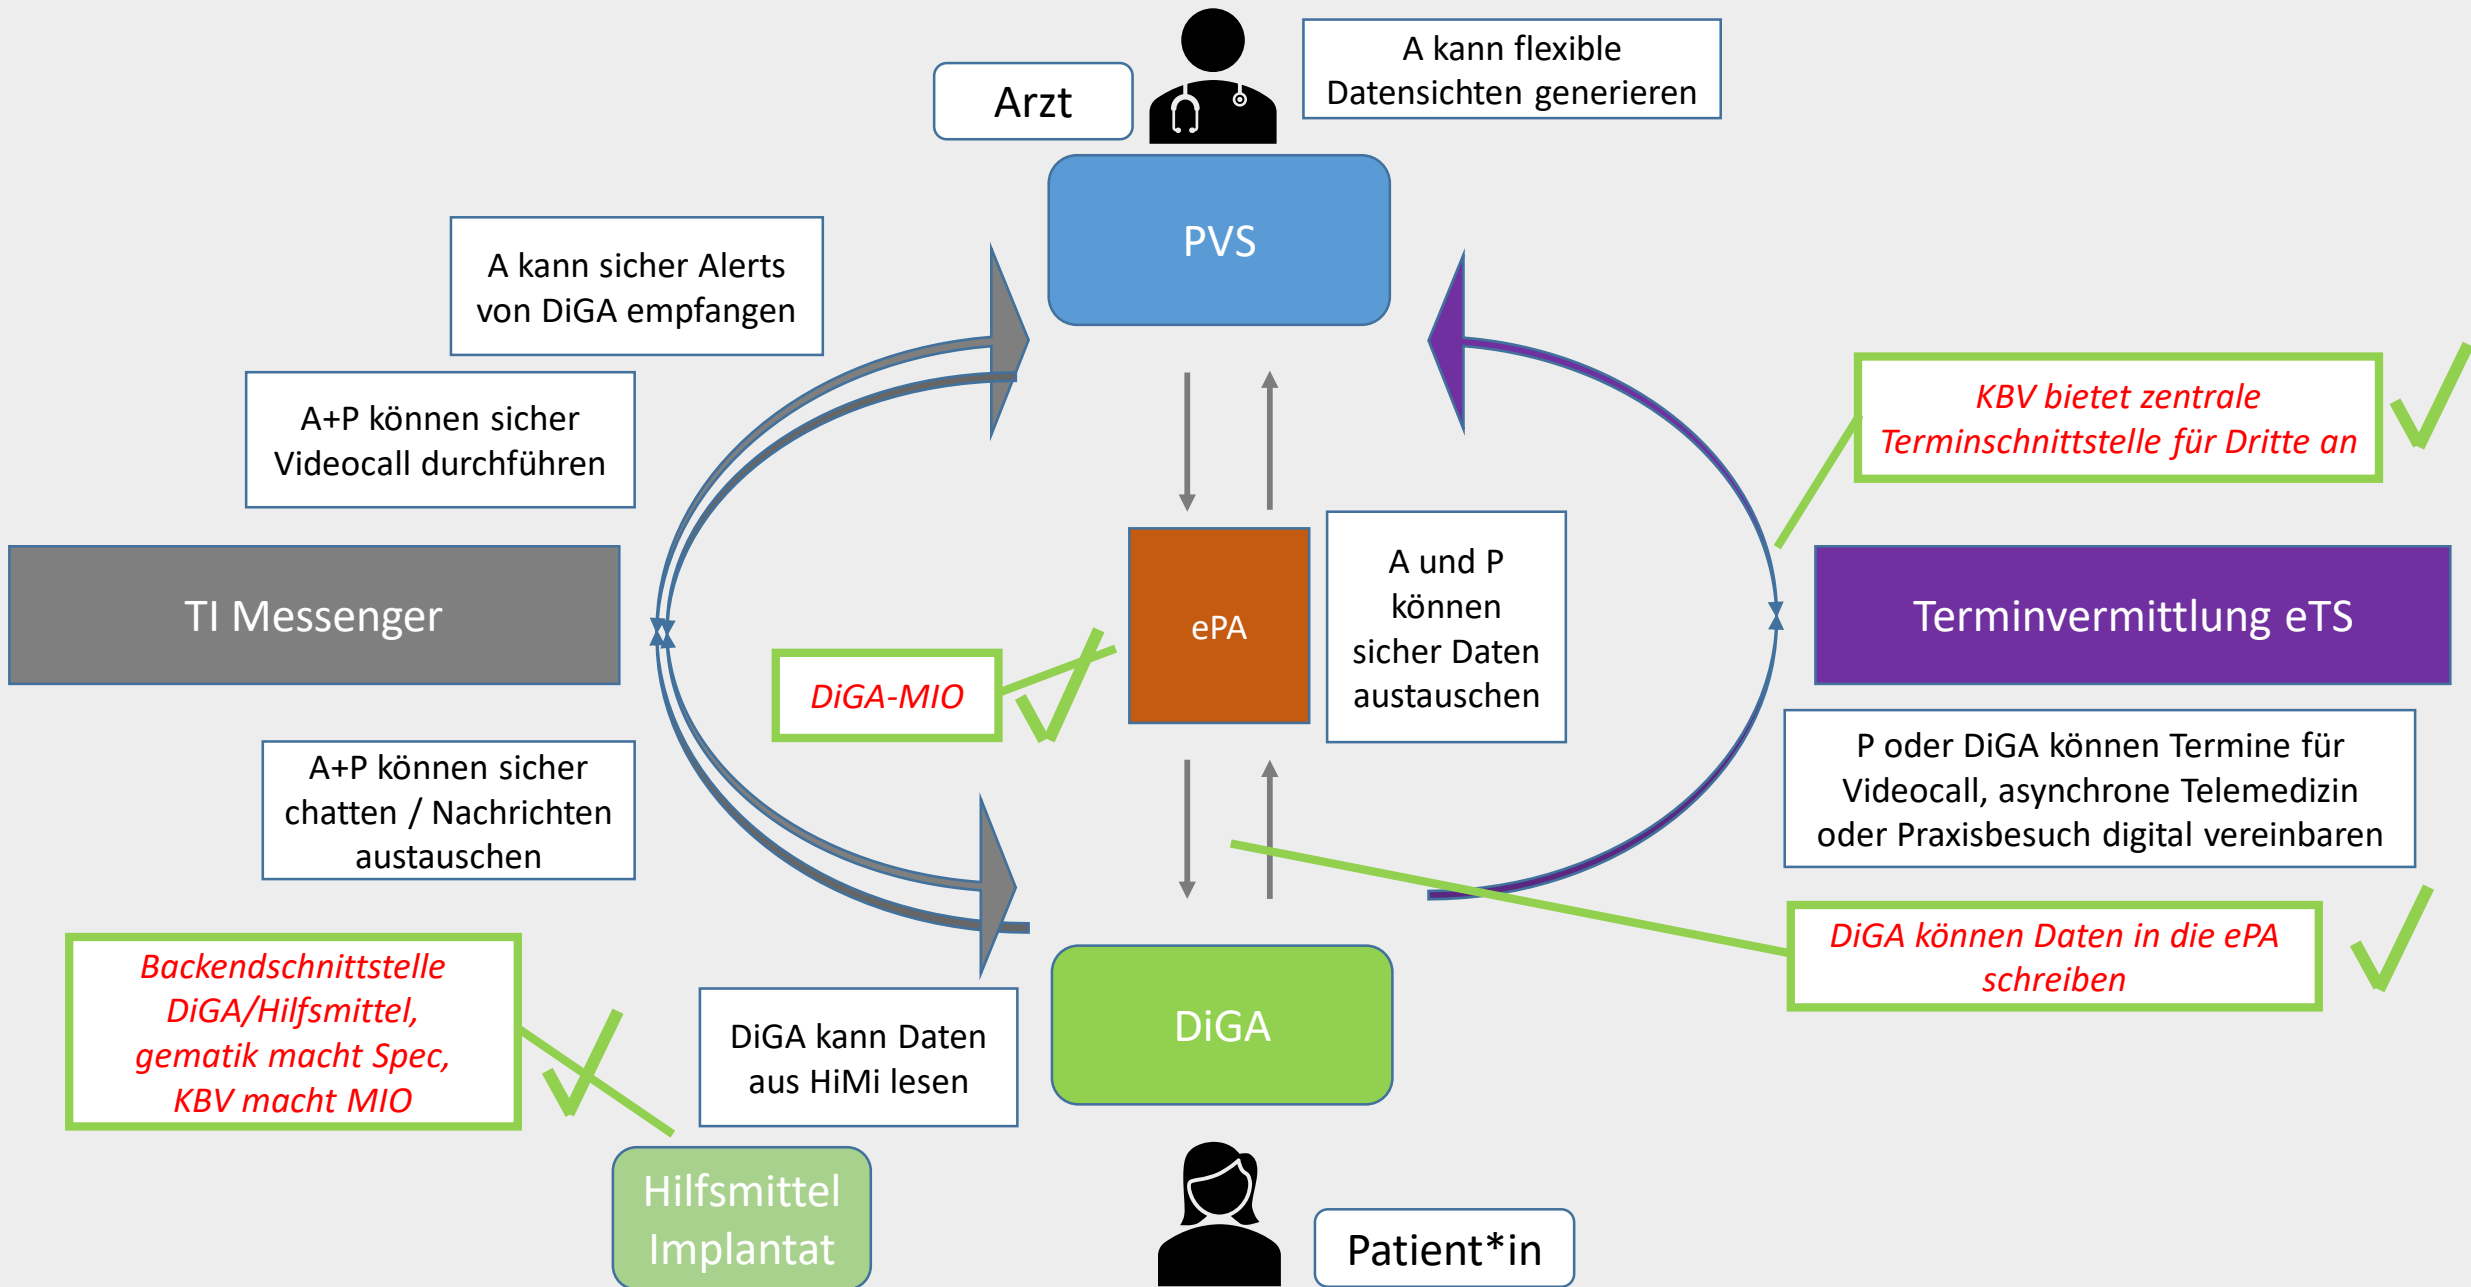 Arzt
A kann flexible
Datensichten generieren
PVS
A kann sicher Alerts
von DiGA empfangen
A+P können sicher
Videocall durchführen
KBV bietet zentrale
Terminschnittstelle für Dritte an
TI Messenger
ePA
A und P
können
sicher Daten
austauschen
Terminvermittlung eTS
DiGA-MIO
A+P können sicher
chatten / Nachrichten
austauschen
P oder DiGA können Termine für
Videocall, asynchrone Telemedizin
oder Praxisbesuch digital vereinbaren
Backendschnittstelle
DiGA/Hilfsmittel,
gematik macht Spec,
KBV macht MIO
DiGA kann Daten
aus HiMi lesen
DiGA
DiGA können Daten in die ePA
schreiben
Hilfsmittel
Implantat
Patient*in